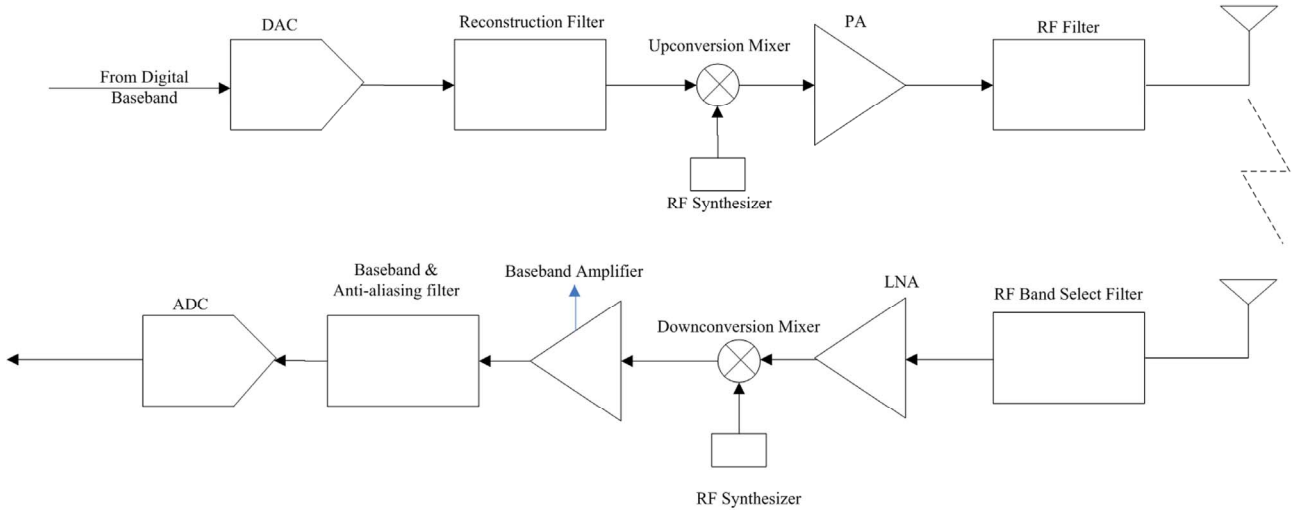 DAC
Reconstruction Filter
Upconversion Mixer
PA
RF Filter
From Digital
Baseband
RF Synthesizer
ADC
Baseband &
Anti-aliasing filter
Baseband Amplifier
Downconversion Mixer
LNA
RF Band Select Filter
RF Synthesizer